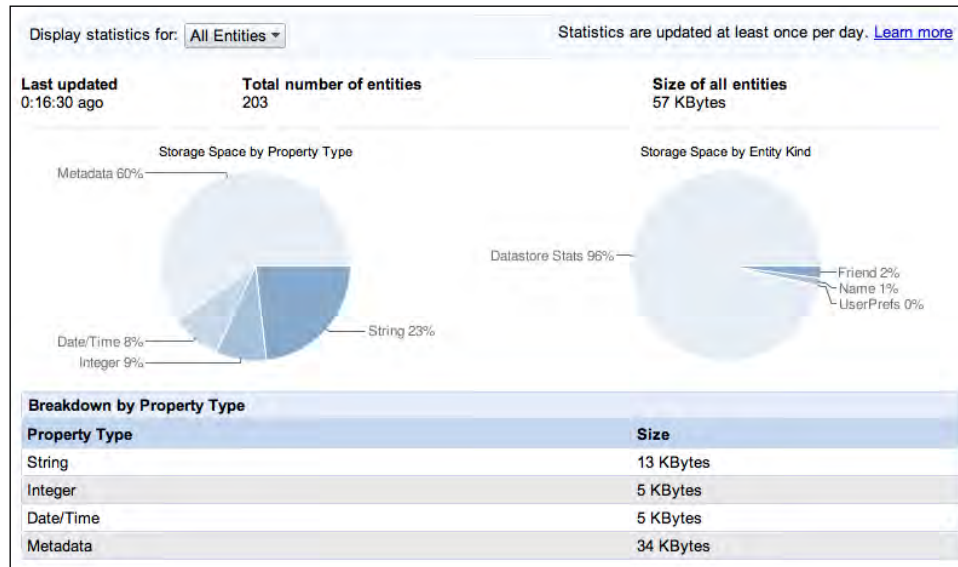 Display statistics for: All Entities
Statistics are updated at least once per day. Learn more
Last updated Total number of entities Size of all entities
0:16:30 ago 203 57 KBytes
Storage Space by Property Type
Metadata 60%
Date/Time 8%
Integer 9%
String 23%
Storage Space by Entity Kind
Datastore Stats 96%
Friend 2%
Name 1%
UserPrefs 0%
Breakdown by Property Type
Property Type Size
String 13 KBytes
Integer 5 KBytes
Date/Time 5 KBytes
Metadata 34 KBytes